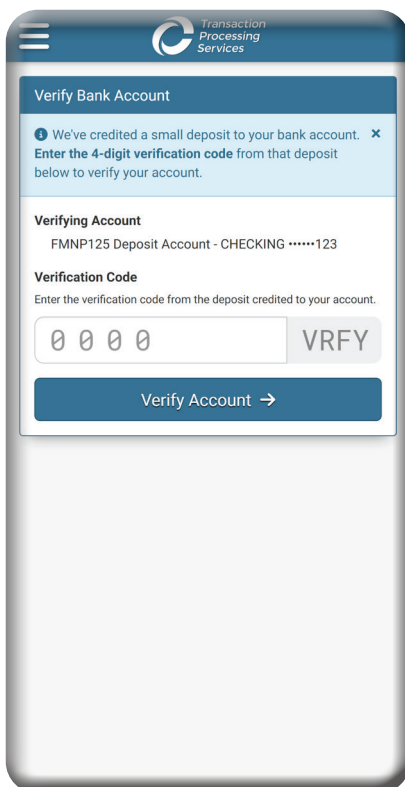 Transaction
Processing
Services
Verify Bank Account
We've credited a small deposit to your bank account. ×
Enter the 4-digit verification code from that deposit
below to verify your account.
Verifying Account
FMNP125 Deposit Account - CHECKING ••••••123
Verification Code
Enter the verification code from the deposit credited to your account.
0 0 0 0 VRFY
Verify Account →